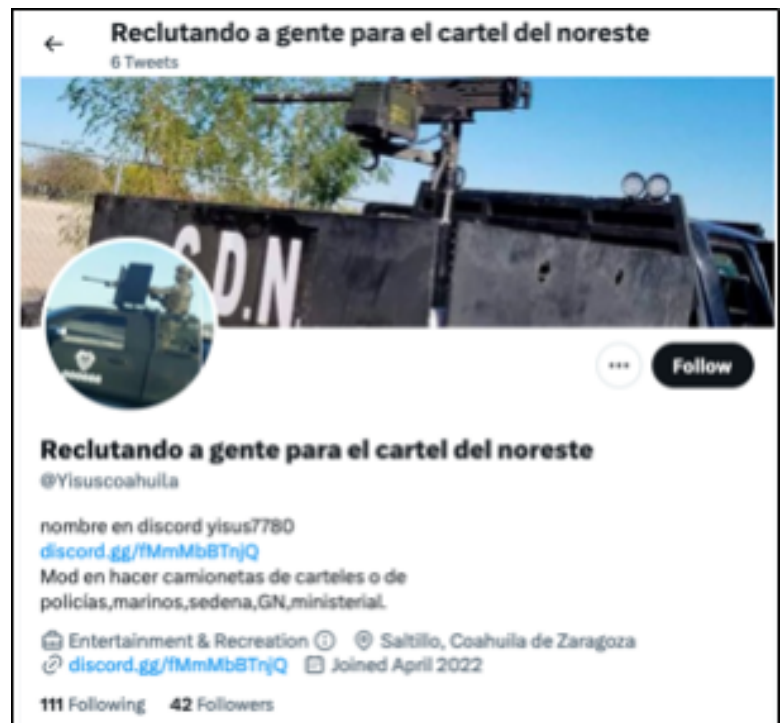 Reclutando a gente para el cartel del noreste
6 Tweets
C.D.N.
Follow
Reclutando a gente para el cartel del noreste
@Yisuscoahuila
nombre en discord yisus7780
discord.gg/fMmMbBTnjQ
Mod en hacer camionetas de carteles o de
policías,marinos,sedena,GN,ministerial.
Entertainment & Recreation Saltillo, Coahuila de Zaragoza
discord.gg/fMmMbBTnjQ Joined April 2022
111 Following 42 Followers